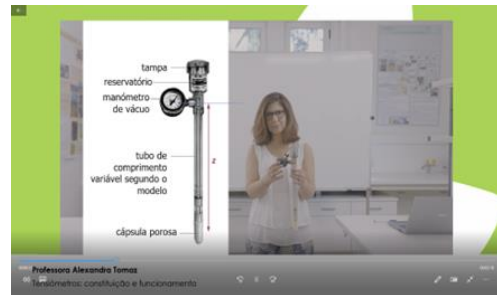 tampa
reservatório
manómetro
de vácuo
z
tubo de
comprimento
variável segundo o
modelo
cápsula porosa
Professora Alexandra Tomaz
Tensiómetros: constituição e funcionamento